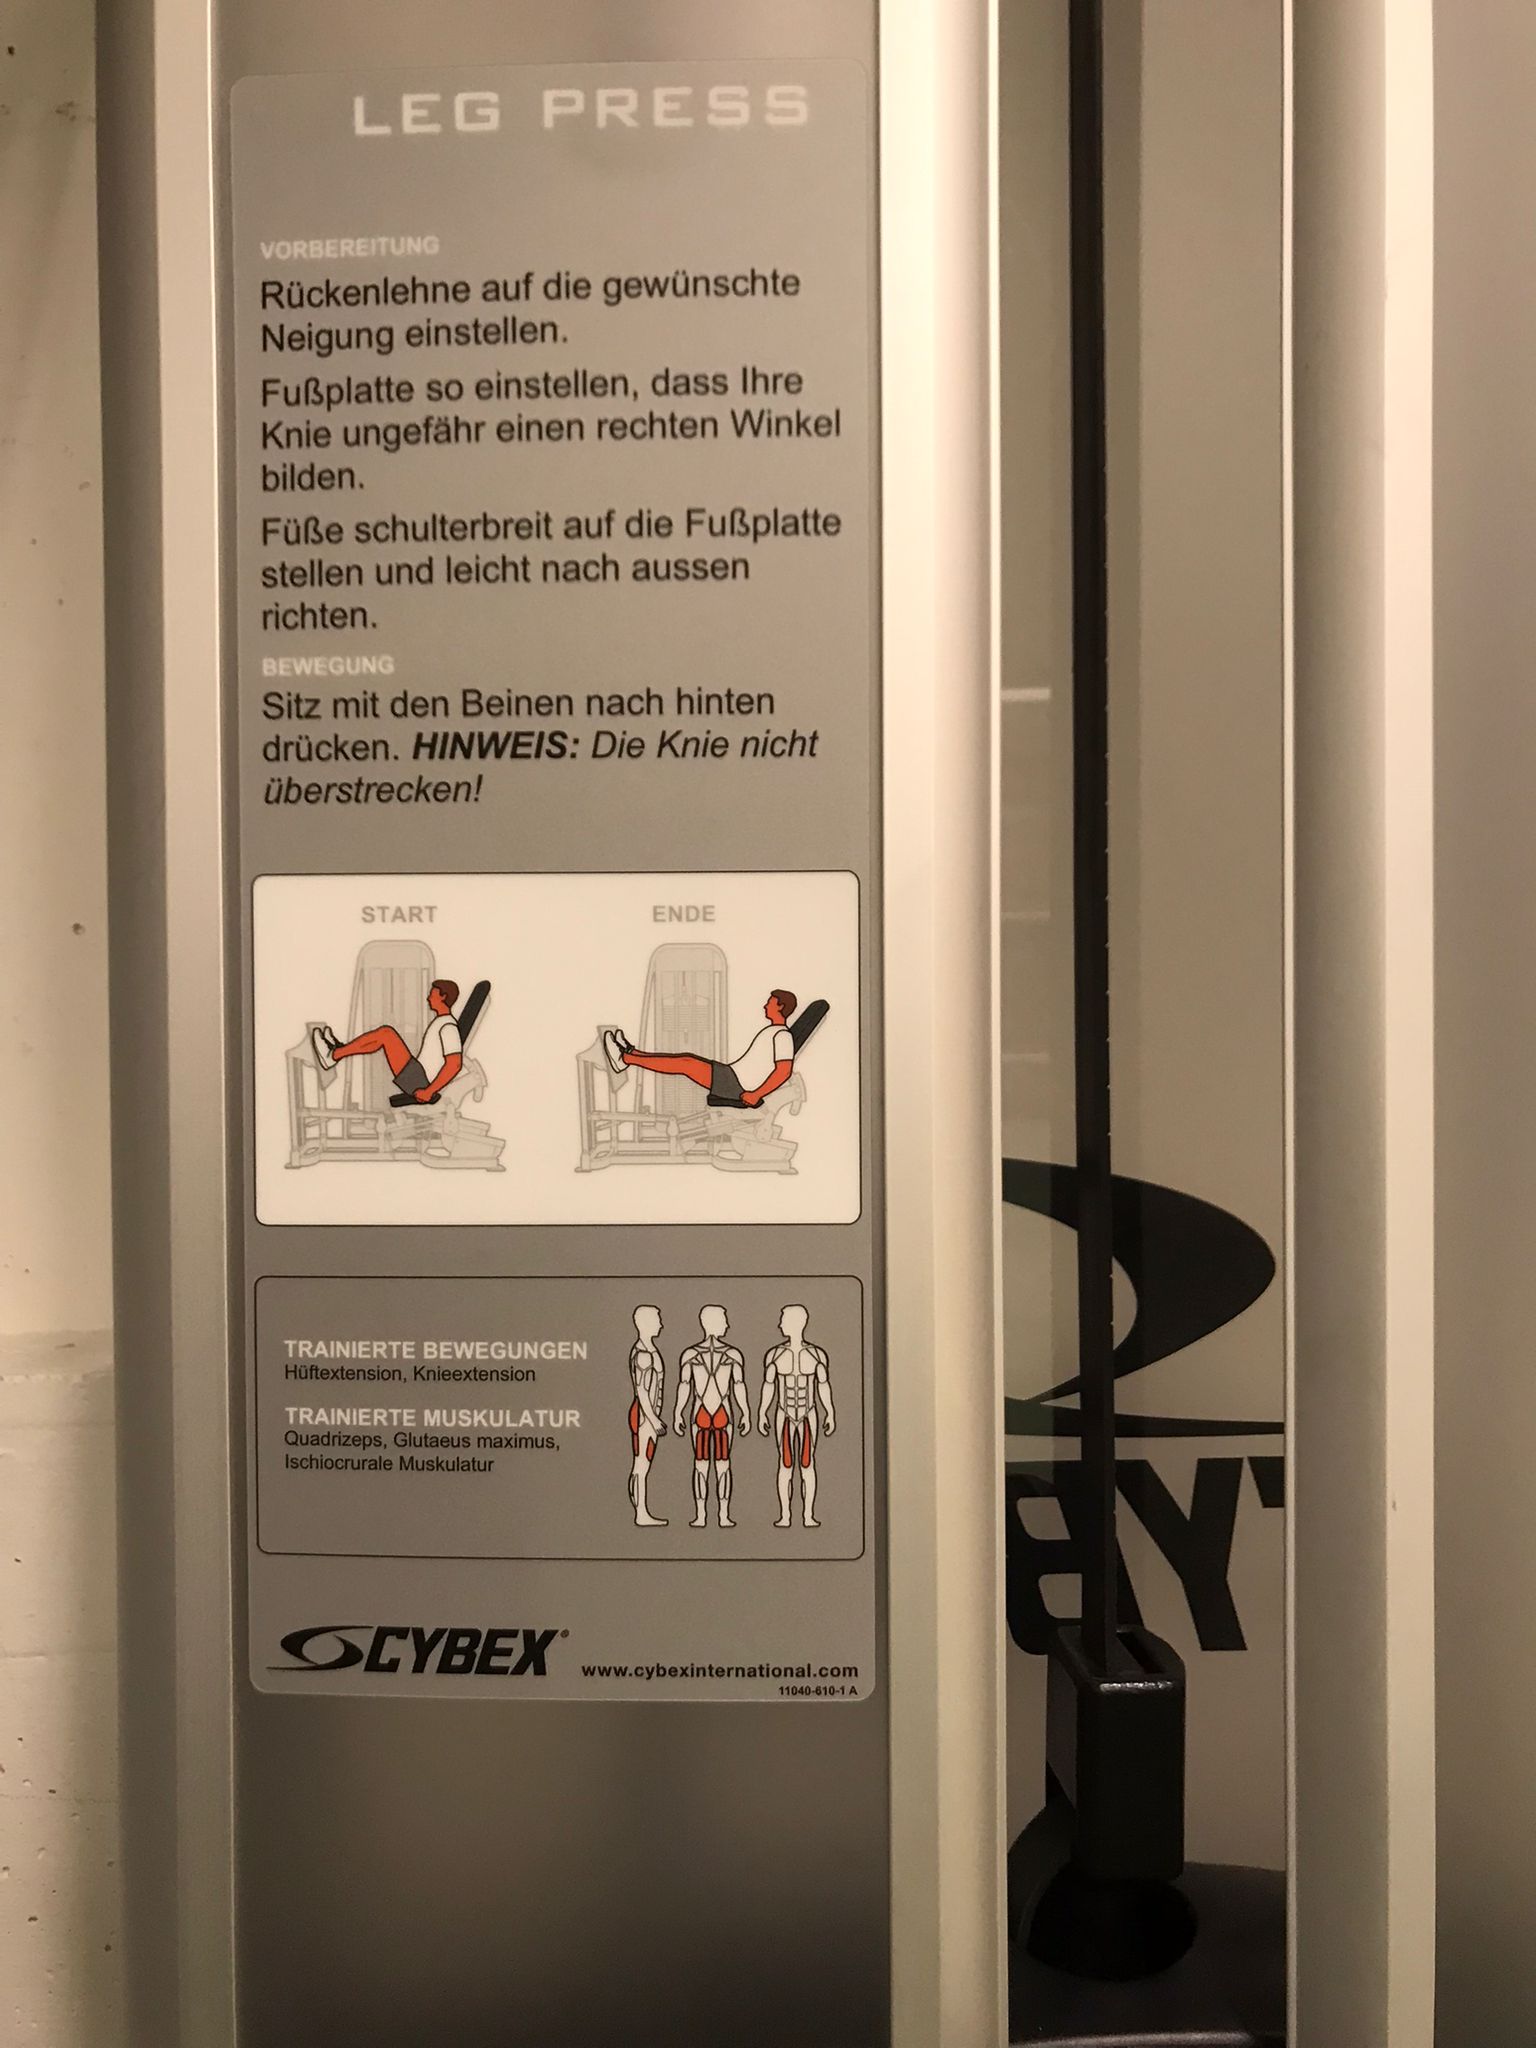 LEG PRESS
VORBEREITUNG
Rückenlehne auf die gewünschte
Neigung einstellen.
Fußplatte so einstellen, dass Ihre
Knie ungefähr einen rechten Winkel
bilden.
Füße schulterbreit auf die Fußplatte
stellen und leicht nach aussen
richten.
BEWEGUNG
Sitz mit den Beinen nach hinten
drücken. HINWEIS: Die Knie nicht
überstrecken!
START ENDE
TRAINIERTE BEWEGUNGEN
Hüftextension, Knieextension
TRAINIERTE MUSKULATUR
Quadrizeps, Glutaeus maximus,
Ischiocrurale Muskulatur
CYBEX®
www.cybexinternational.com
11040-610-1 A